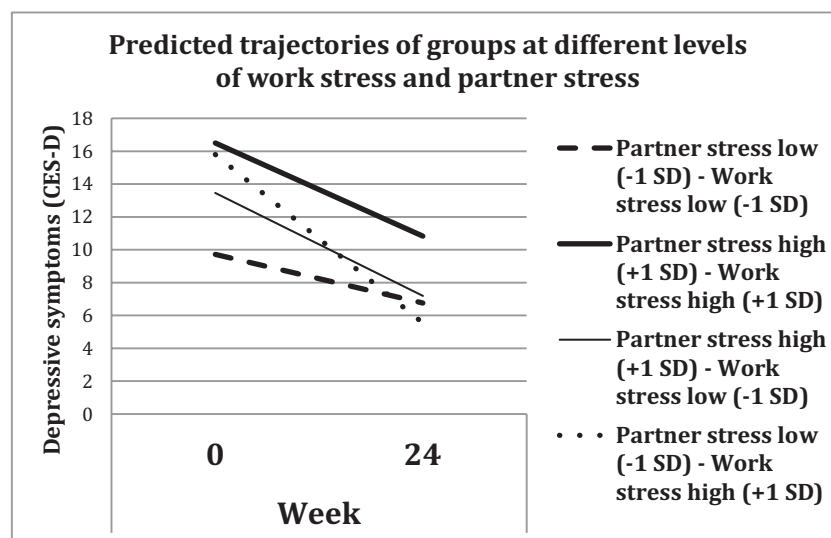 Predicted trajectories of groups at different levels
of work stress and partner stress
Depressive symptoms (CES-D)
18
16
14
12
10
8
6
4
2
0
0
24
Week
Partner stress low
(-1 SD) - Work
stress low (-1 SD)
Partner stress high
(+1 SD) - Work
stress high (+1 SD)
Partner stress high
(+1 SD) - Work
stress low (-1 SD)
Partner stress low
(-1 SD) - Work
stress high (+1 SD)